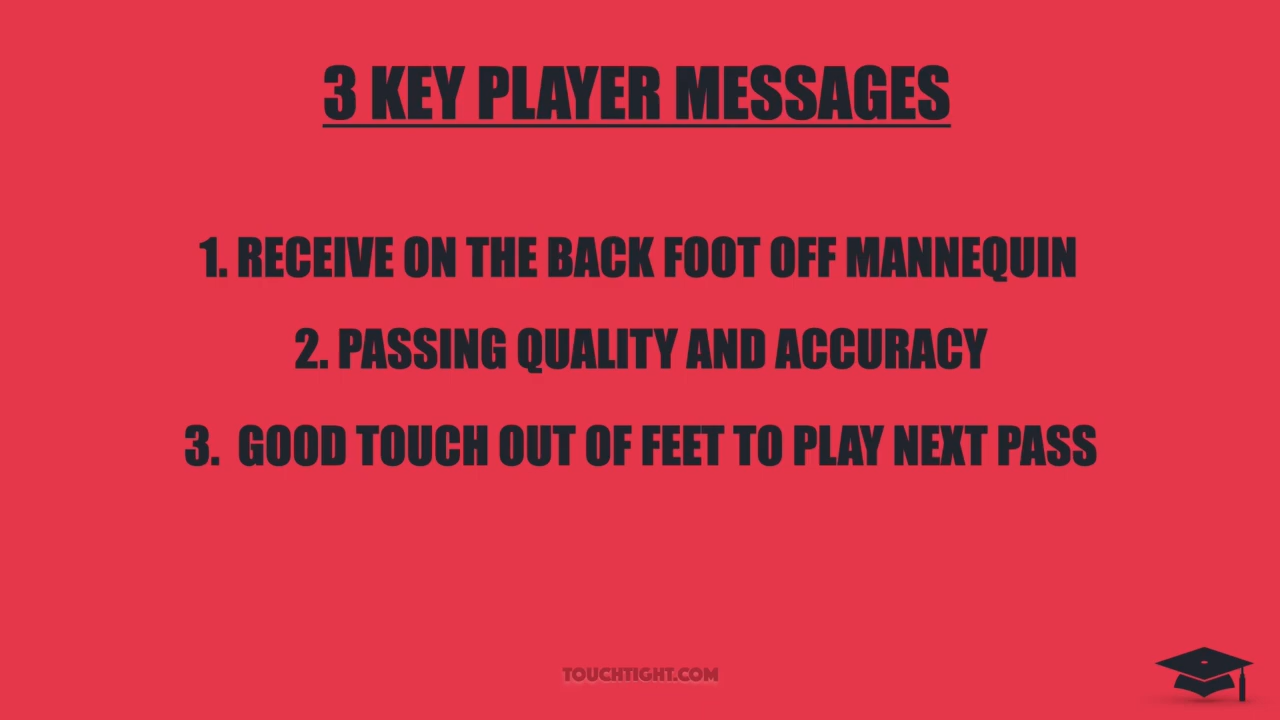 3 KEY PLAYER MESSAGES
1. RECEIVE ON THE BACK FOOT OFF MANNEQUIN
2. PASSING QUALITY AND ACCURACY
3. GOOD TOUCH OUT OF FEET TO PLAY NEXT PASS
TOUCHTIGHT.COM